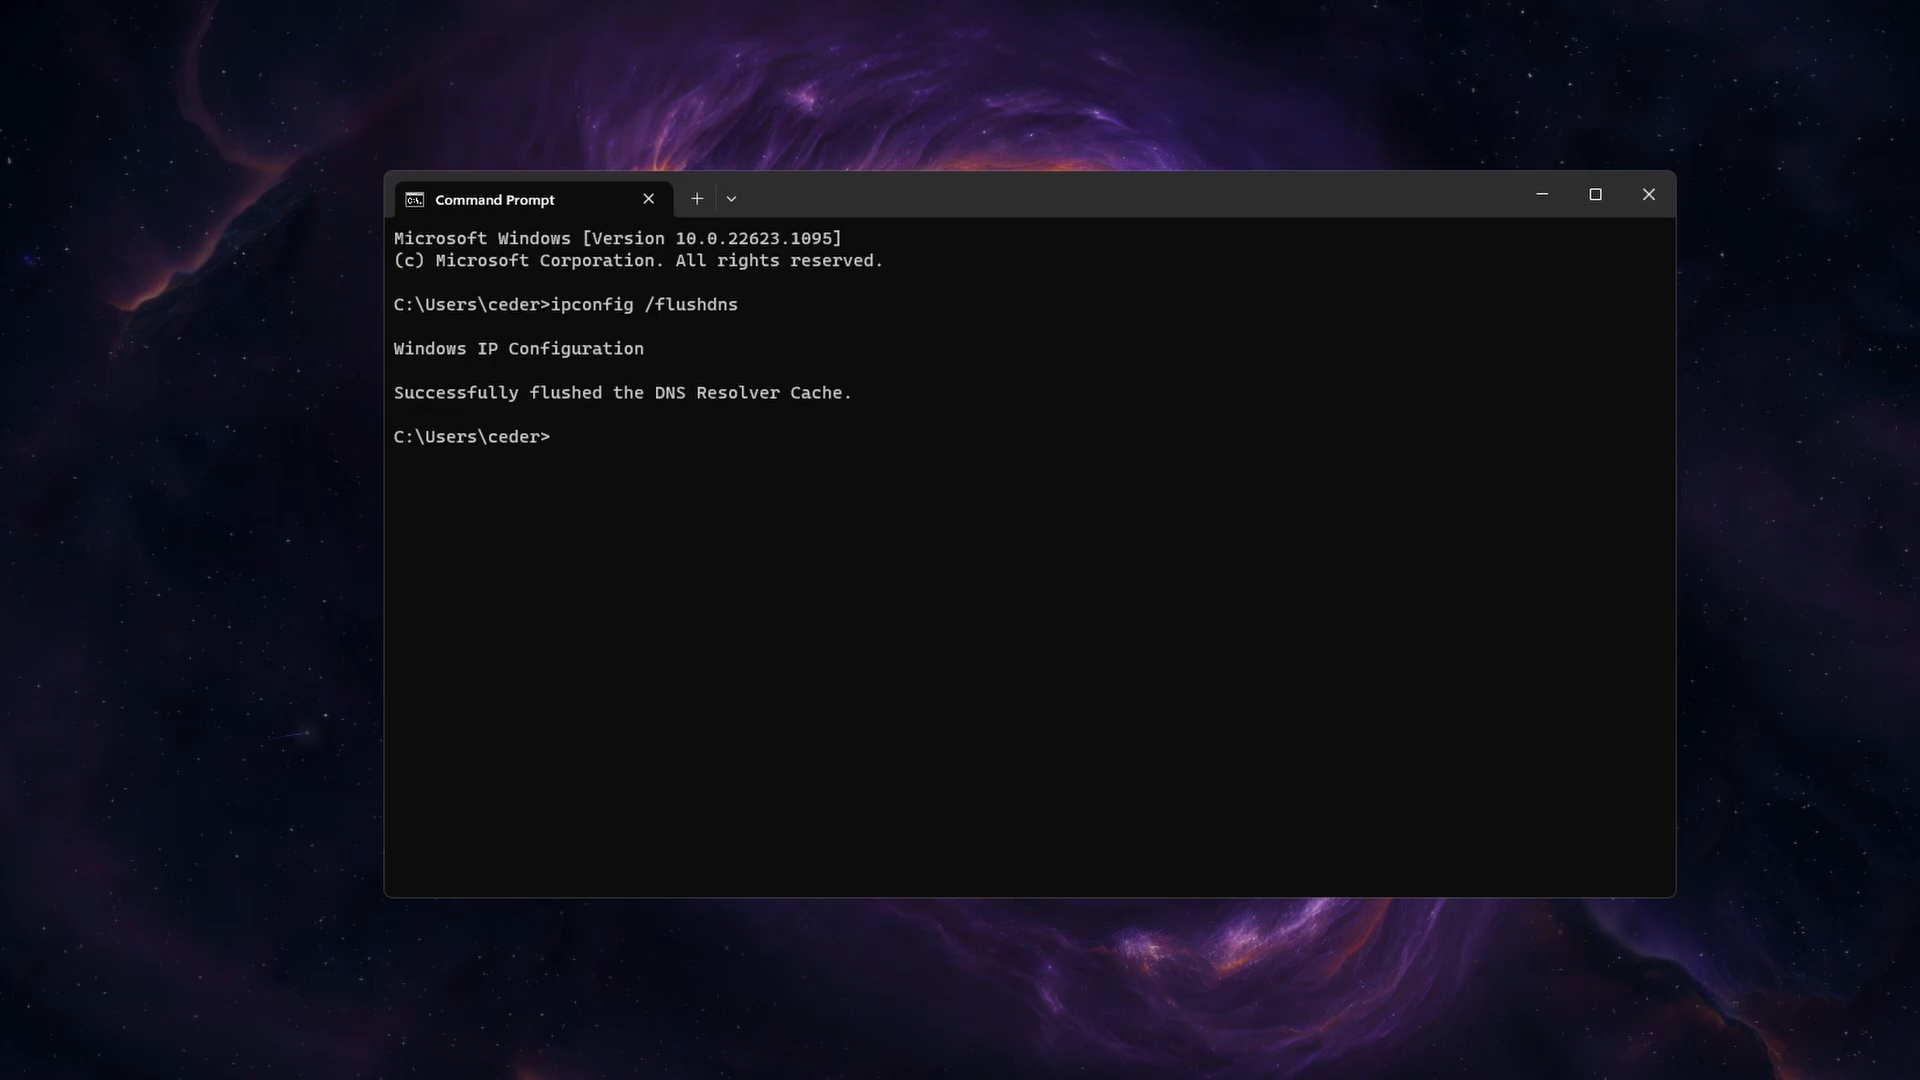 Command Prompt
Microsoft Windows [Version 10.0.22623.1095]
(c) Microsoft Corporation. All rights reserved.
C:\Users\ceder>ipconfig /flushdns
Windows IP Configuration
Successfully flushed the DNS Resolver Cache.
C:\Users\ceder>